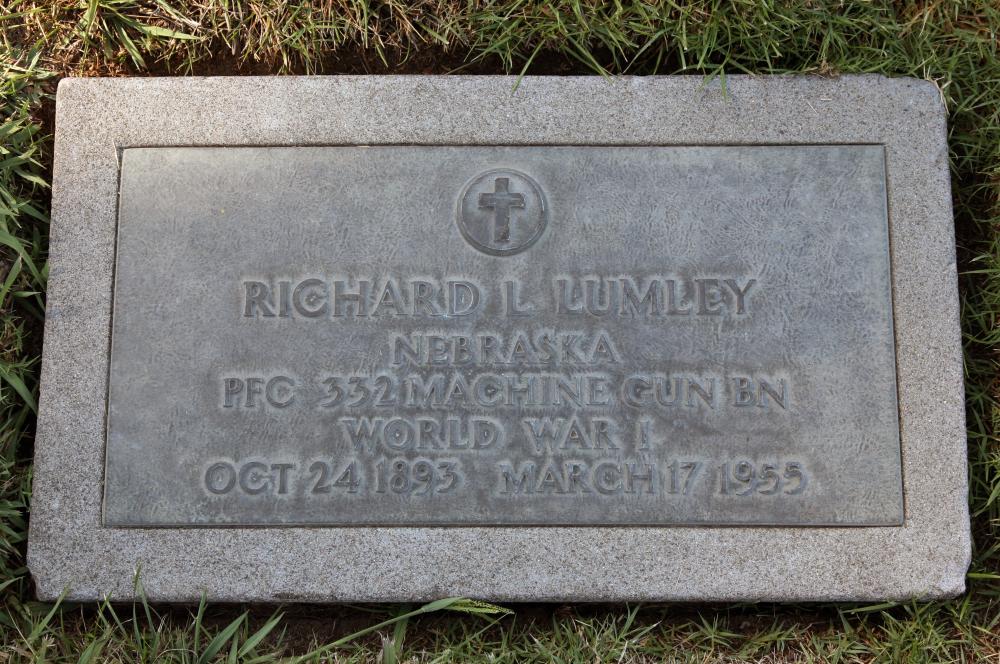 RICHARD L LUMLEY
NEBRASKA
PFC 332 MACHINE GUN BN
WORLD WAR I
OCT 24 1893 MARCH 17 1955